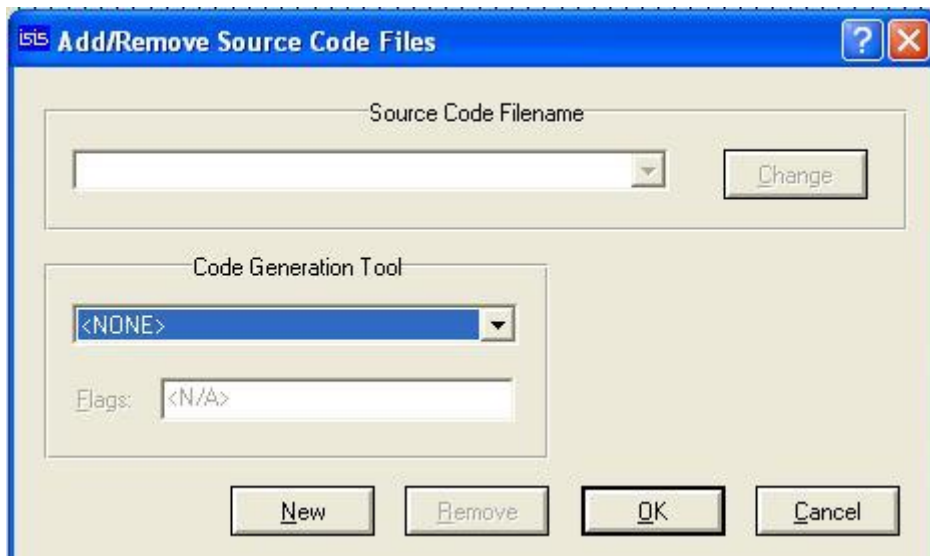 isis Add/Remove Source Code Files ?
Source Code Filename
Change
Code Generation Tool
<NONE>
Flags: <N/A>
New Remove OK Cancel